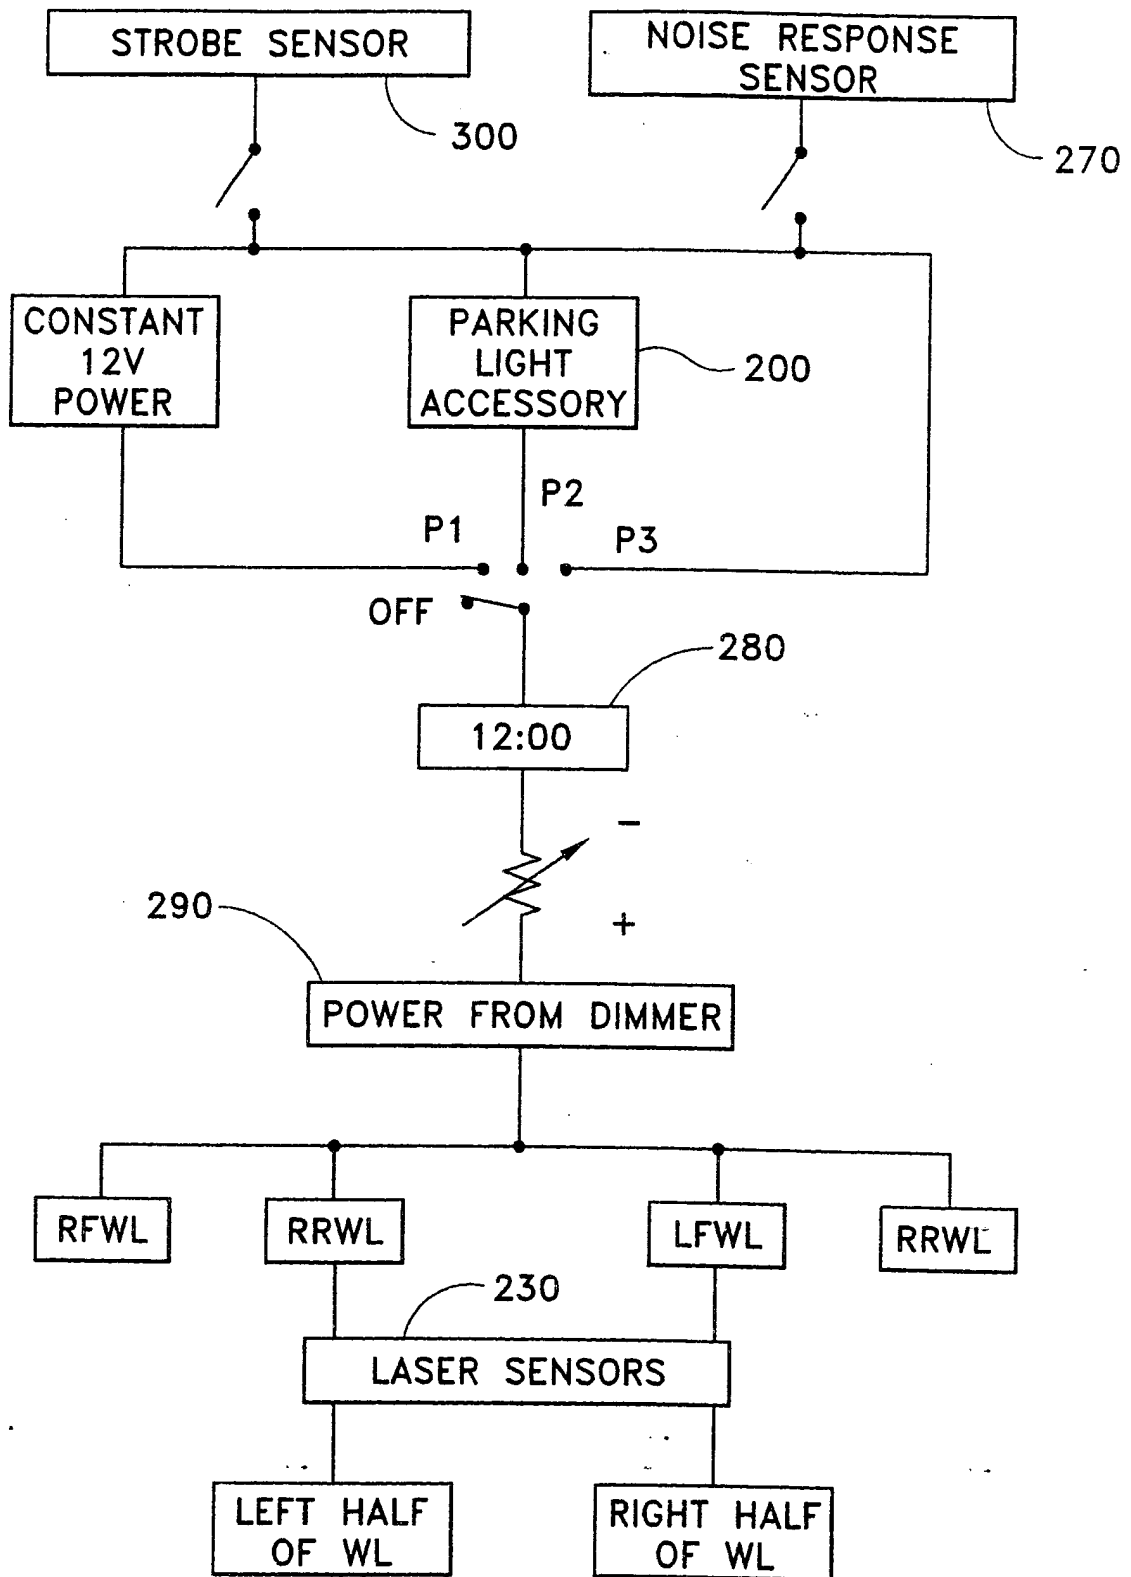 STROBE SENSOR
NOISE RESPONSE
SENSOR
300
270
CONSTANT
12V
POWER
PARKING
LIGHT
ACCESSORY
200
P1
P2
P3
OFF
280
12:00
−
+
290
POWER FROM DIMMER
RFWL
RRWL
LFWL
RRWL
230
LASER SENSORS
LEFT HALF
OF WL
RIGHT HALF
OF WL